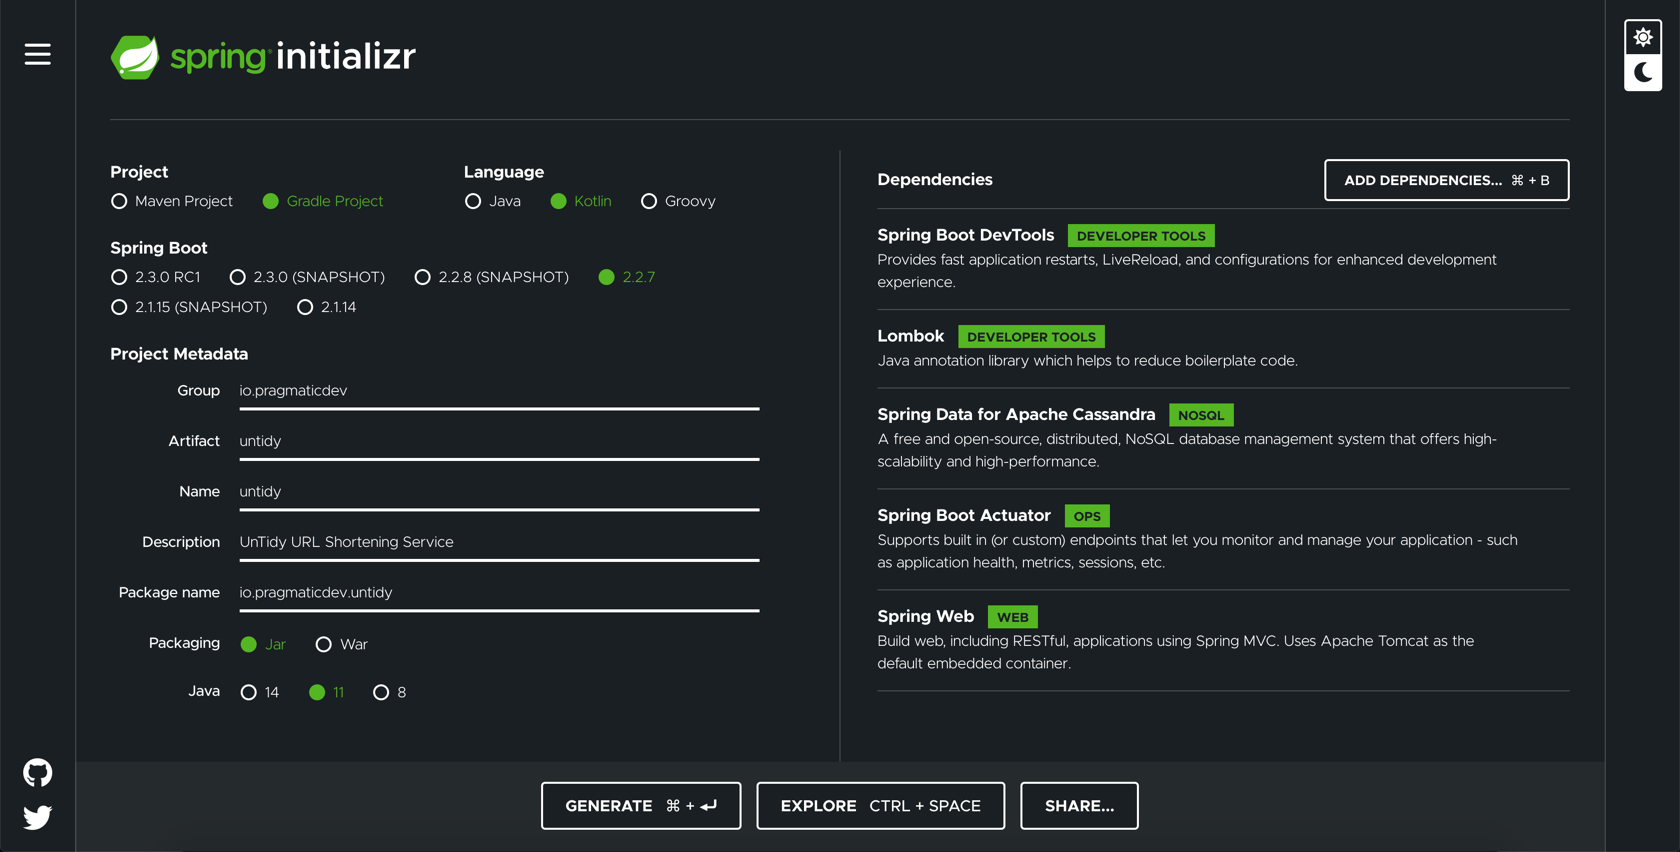 spring initializr
Project
Maven Project Gradle Project
Language
Java Kotlin Groovy
Spring Boot
2.3.0 RC1 2.3.0 (SNAPSHOT) 2.2.8 (SNAPSHOT) 2.2.7
2.1.15 (SNAPSHOT) 2.1.14
Project Metadata
Group io.pragmaticdev
Artifact untidy
Name untidy
Description UnTidy URL Shortening Service
Package name io.pragmaticdev.untidy
Packaging Jar War
Java 14 11 8
Dependencies ADD DEPENDENCIES... ⌘ + B
Spring Boot DevTools DEVELOPER TOOLS
Provides fast application restarts, LiveReload, and configurations for enhanced development
experience.
Lombok DEVELOPER TOOLS
Java annotation library which helps to reduce boilerplate code.
Spring Data for Apache Cassandra NOSQL
A free and open-source, distributed, NoSQL database management system that offers high-
scalability and high-performance.
Spring Boot Actuator OPS
Supports built in (or custom) endpoints that let you monitor and manage your application - such
as application health, metrics, sessions, etc.
Spring Web WEB
Build web, including RESTful, applications using Spring MVC. Uses Apache Tomcat as the
default embedded container.
GENERATE ⌘ + ↵ EXPLORE CTRL + SPACE SHARE...